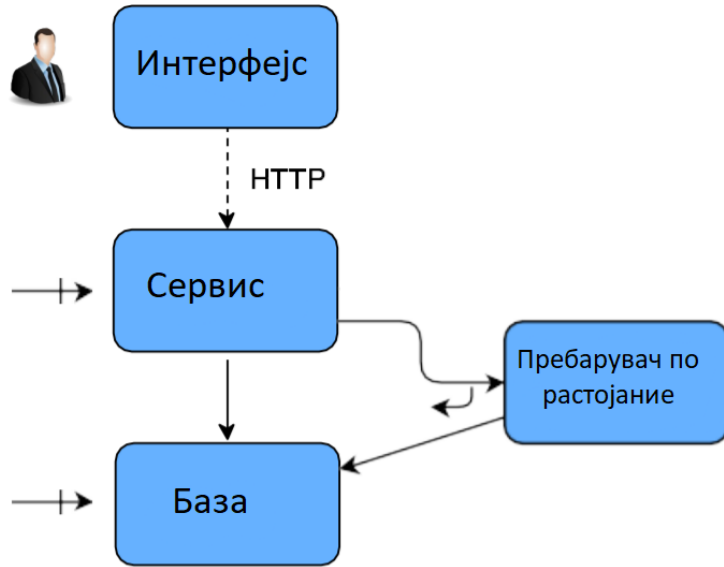 Интерфејс
HTTP
Сервис
Пребарувач по
растојание
База